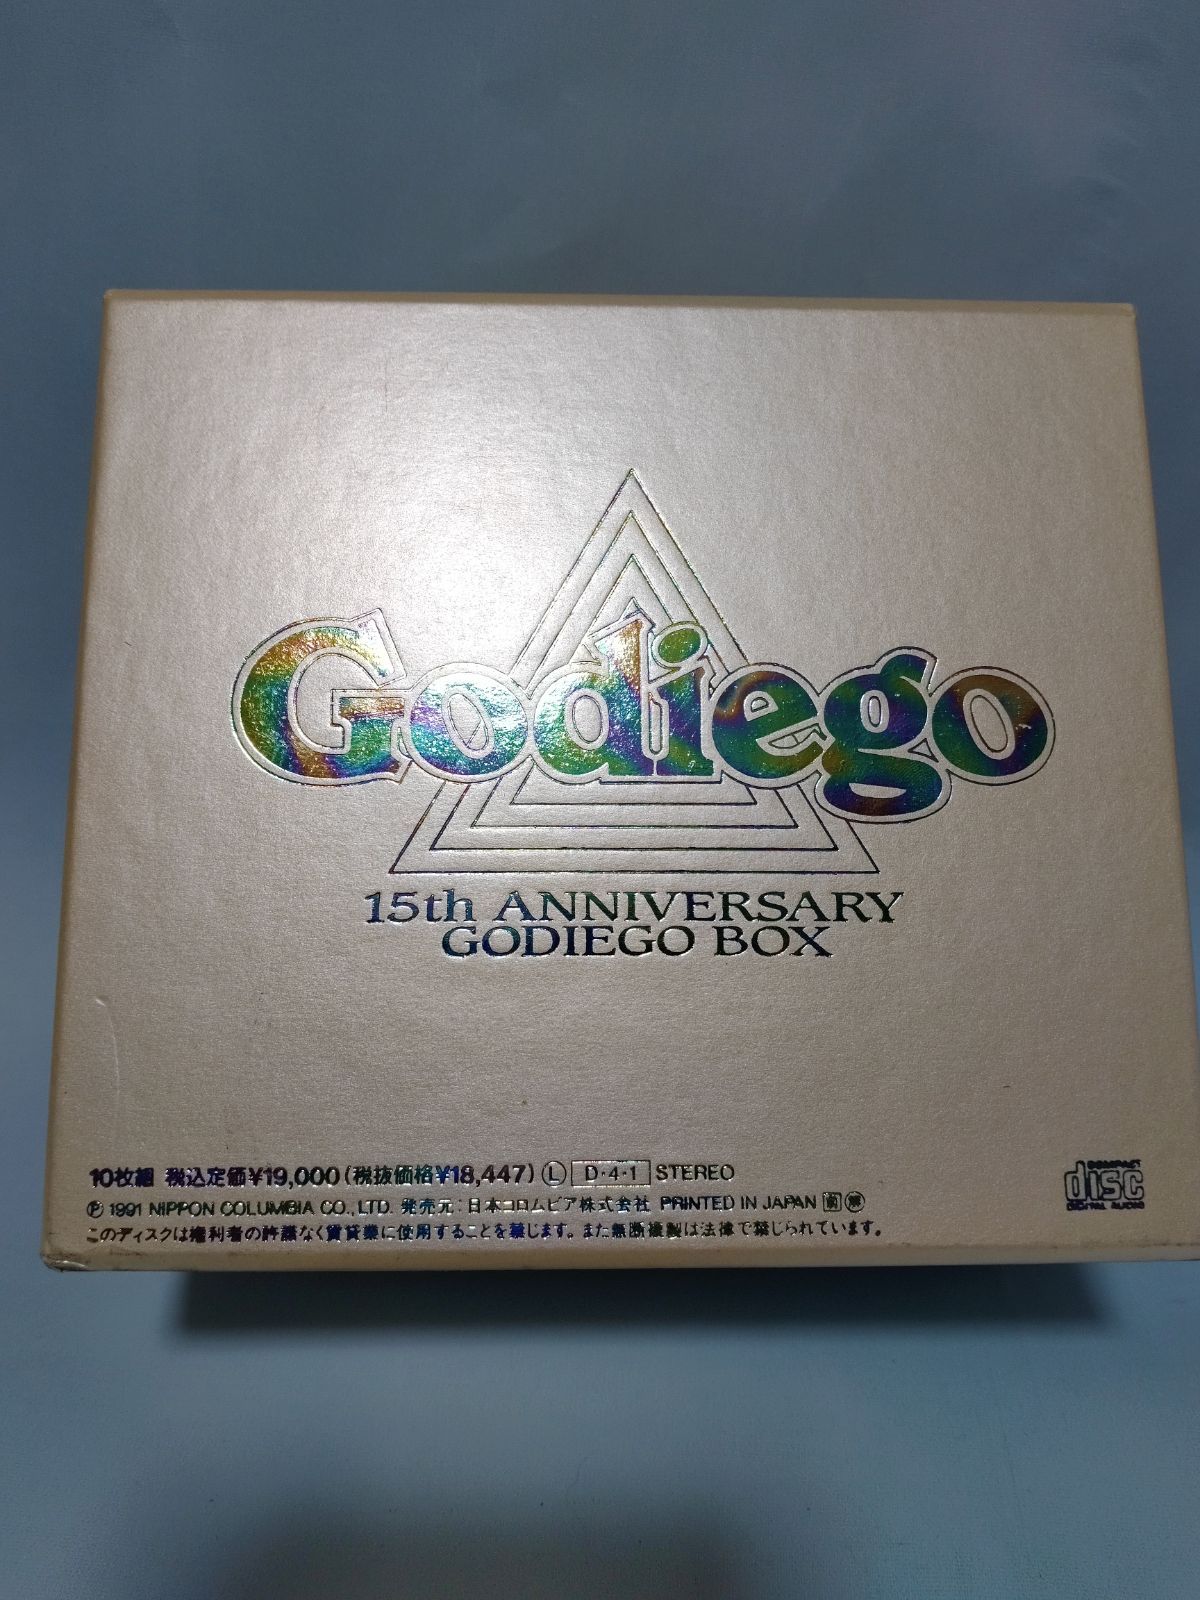 Godiego
15th ANNIVERSARY
GODIEGO BOX
10枚組 税込定価¥19,000(税抜価格¥18,447) Ⓛ D・4・1 STEREO
Ⓟ 1991 NIPPON COLUMBIA CO., LTD. 発売元:日本コロムビア株式会社 PRINTED IN JAPAN
このディスクは権利者の許諾なく賃貸業に使用することを禁じます。また無断複製は法律で禁じられています。
COMPACT
disc
DIGITAL AUDIO